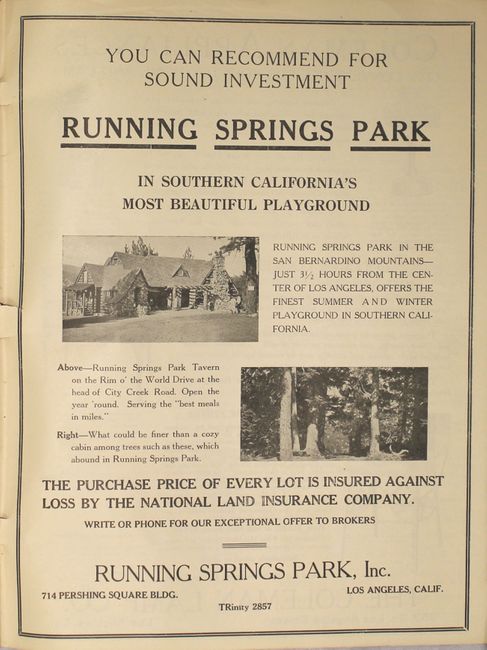 YOU CAN RECOMMEND FOR
SOUND INVESTMENT
RUNNING SPRINGS PARK
IN SOUTHERN CALIFORNIA'S
MOST BEAUTIFUL PLAYGROUND
RUNNING SPRINGS PARK IN THE
SAN BERNARDINO MOUNTAINS—
JUST 3½ HOURS FROM THE CEN-
TER OF LOS ANGELES, OFFERS THE
FINEST SUMMER AND WINTER
PLAYGROUND IN SOUTHERN CALI-
FORNIA.
Above—Running Springs Park Tavern
on the Rim o' the World Drive at the
head of City Creek Road. Open the
year 'round. Serving the "best meals
in miles."
Right—What could be finer than a cozy
cabin among trees such as these, which
abound in Running Springs Park.
THE PURCHASE PRICE OF EVERY LOT IS INSURED AGAINST
LOSS BY THE NATIONAL LAND INSURANCE COMPANY.
WRITE OR PHONE FOR OUR EXCEPTIONAL OFFER TO BROKERS
RUNNING SPRINGS PARK, Inc.
714 PERSHING SQUARE BLDG. LOS ANGELES, CALIF.
TRinity 2857